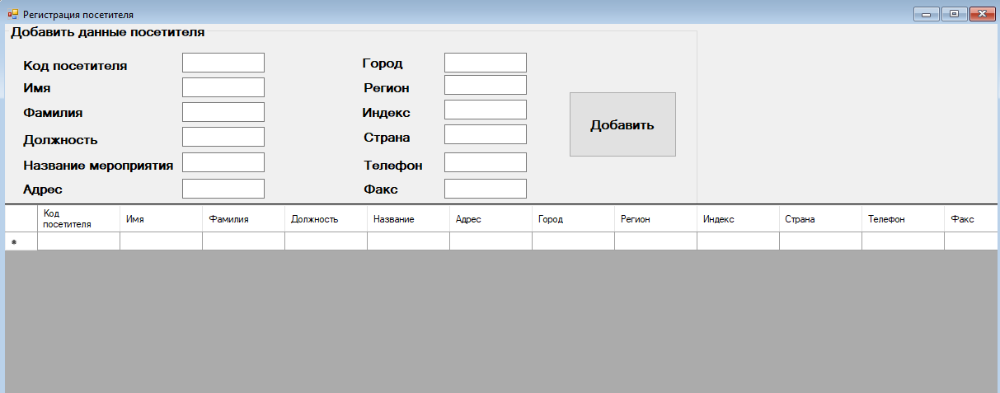 Регистрация посетителя
Добавить данные посетителя
Код посетителя
Имя
Фамилия
Должность
Название мероприятия
Адрес
Город
Регион
Индекс
Страна
Телефон
Факс
Добавить
Код
посетителя
Имя
Фамилия
Должность
Название
Адрес
Город
Регион
Индекс
Страна
Телефон
Факс